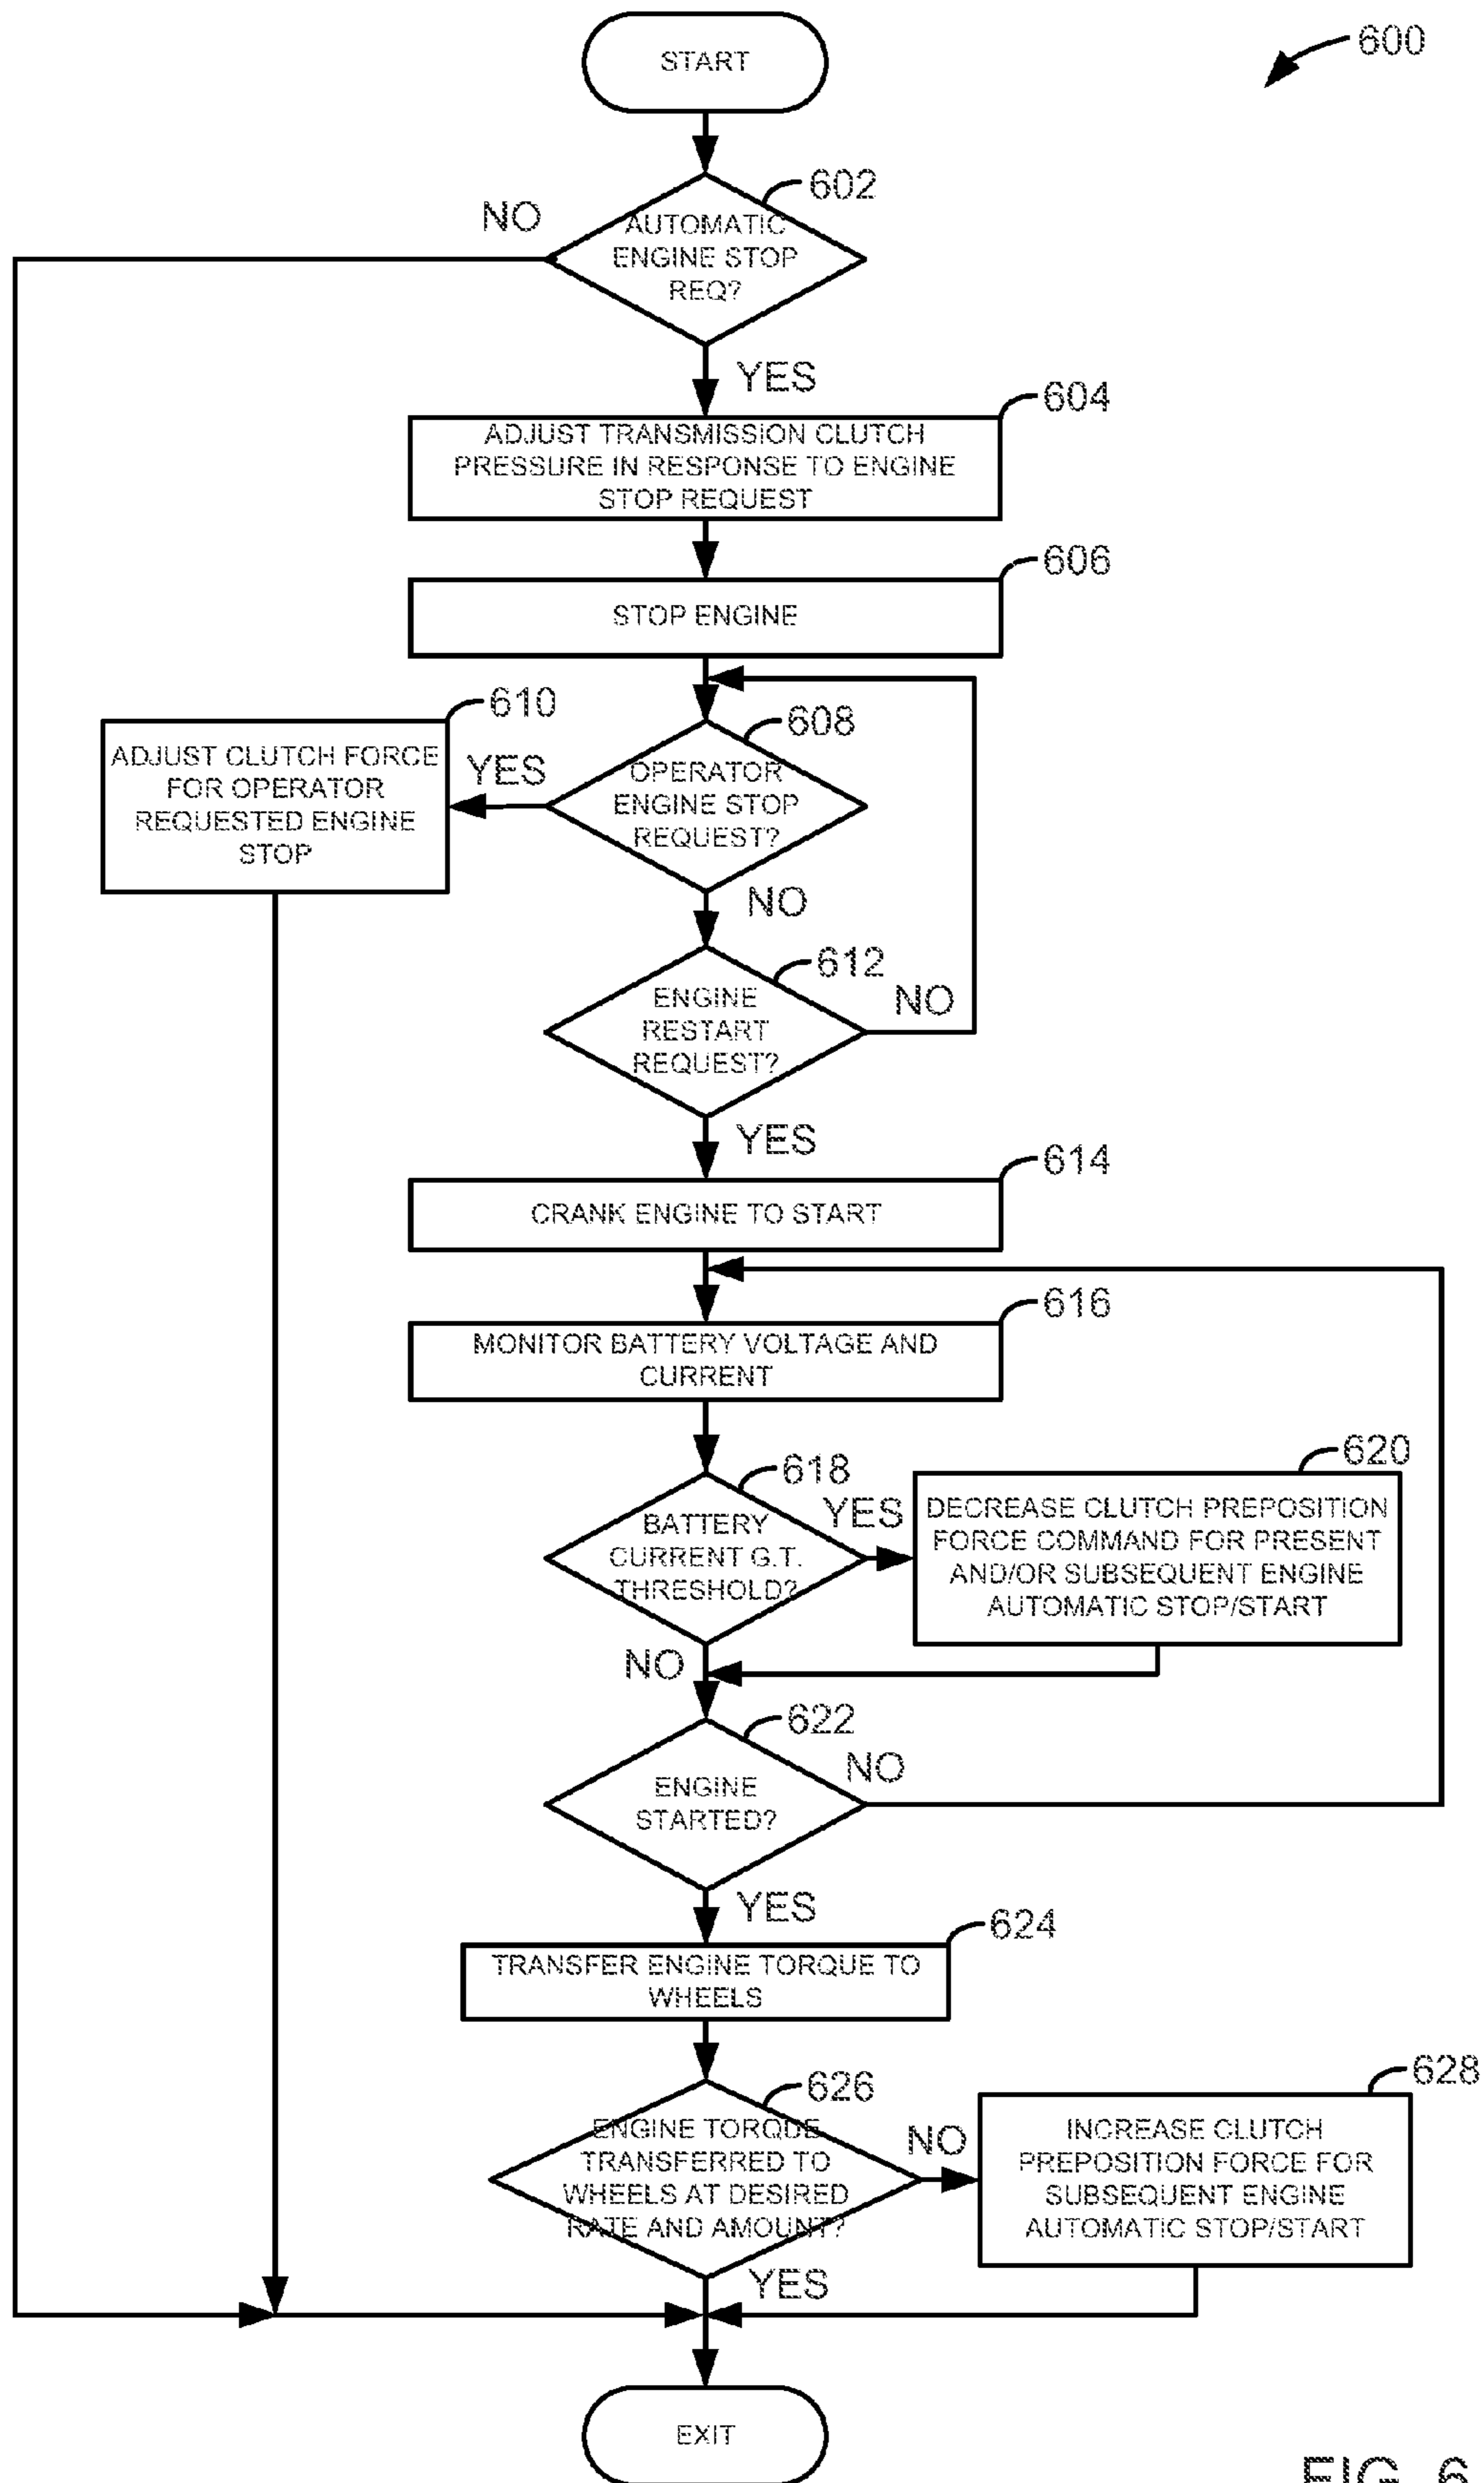 START
600
602
NO
AUTOMATIC
ENGINE STOP
REQ?
YES
604
ADJUST TRANSMISSION CLUTCH
PRESSURE IN RESPONSE TO ENGINE
STOP REQUEST
606
STOP ENGINE
610
ADJUST CLUTCH FORCE
FOR OPERATOR
REQUESTED ENGINE
STOP
YES
608
OPERATOR
ENGINE STOP
REQUEST?
NO
612
ENGINE
RESTART
REQUEST?
NO
YES
614
CRANK ENGINE TO START
616
MONITOR BATTERY VOLTAGE AND
CURRENT
618
BATTERY
CURRENT G.T.
THRESHOLD?
YES
620
DECREASE CLUTCH PREPOSITION
FORCE COMMAND FOR PRESENT
AND/OR SUBSEQUENT ENGINE
AUTOMATIC STOP/START
NO
622
ENGINE
STARTED?
NO
YES
624
TRANSFER ENGINE TORQUE TO
WHEELS
626
ENGINE TORQUE
TRANSFERRED TO
WHEELS AT DESIRED
RATE AND AMOUNT?
NO
628
INCREASE CLUTCH
PREPOSITION FORCE FOR
SUBSEQUENT ENGINE
AUTOMATIC STOP/START
YES
EXIT
FIG. 6